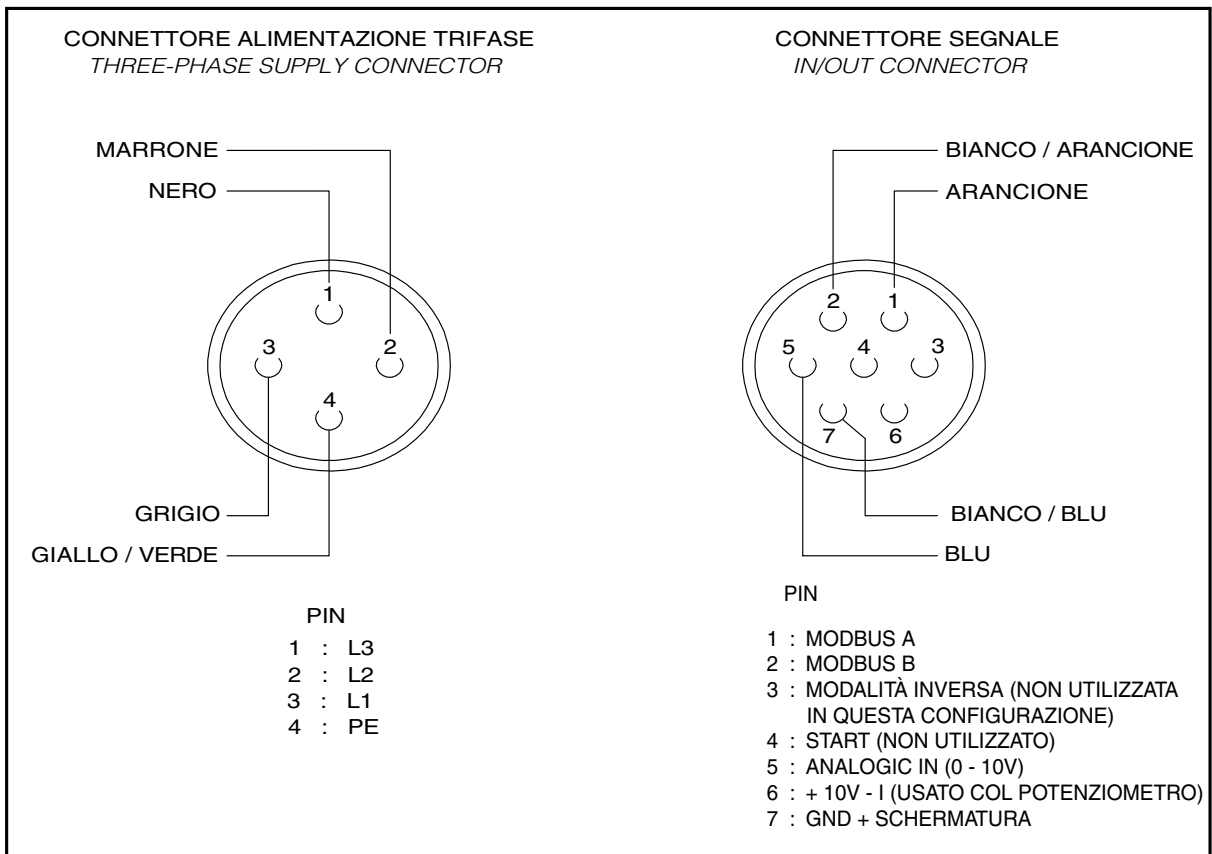 CONNETTORE ALIMENTAZIONE TRIFASE
THREE-PHASE SUPPLY CONNECTOR
MARRONE
NERO
1
3
2
4
GRIGIO
GIALLO / VERDE
PIN
1 : L3
2 : L2
3 : L1
4 : PE
CONNETTORE SEGNALE
IN/OUT CONNECTOR
BIANCO / ARANCIONE
ARANCIONE
2 1
5 4 3
7 6
BIANCO / BLU
BLU
PIN
1 : MODBUS A
2 : MODBUS B
3 : MODALITÀ INVERSA (NON UTILIZZATA
IN QUESTA CONFIGURAZIONE)
4 : START (NON UTILIZZATO)
5 : ANALOGIC IN (0 - 10V)
6 : + 10V - I (USATO COL POTENZIOMETRO)
7 : GND + SCHERMATURA